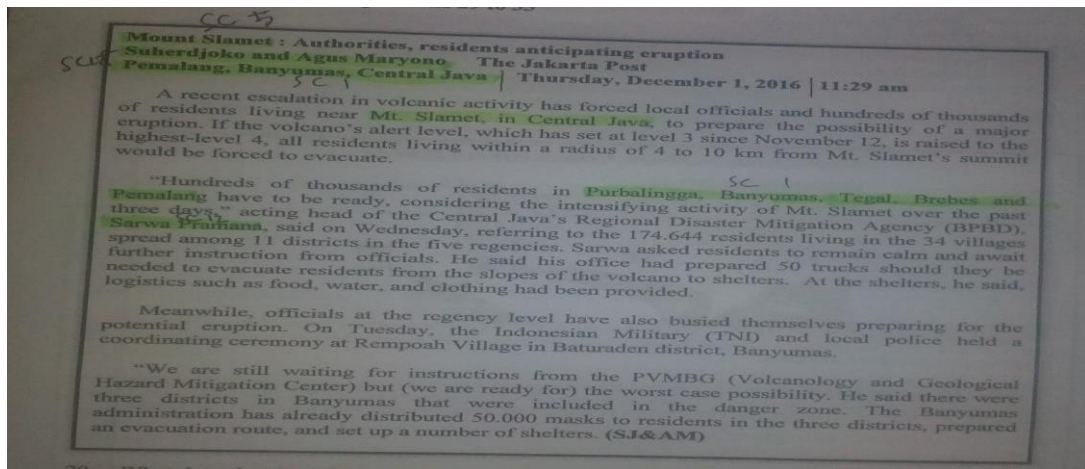 CC 5
Mount Slamet : Authorities, residents anticipating eruption
Suherdjoko and Agus Maryono The Jakarta Post
Pemalang, Banyumas, Central Java | Thursday, December 1, 2016 | 11:29 am
SC 1
A recent escalation in volcanic activity has forced local officials and hundreds of thousands
of residents living near Mt. Slamet, in Central Java, to prepare the possibility of a major
eruption. If the volcano's alert level, which has set at level 3 since November 12, is raised to the
highest-level 4, all residents living within a radius of 4 to 10 km from Mt. Slamet's summit
would be forced to evacuate.
SC 1
"Hundreds of thousands of residents in Purbalingga, Banyumas, Tegal, Brebes and
Pemalang have to be ready, considering the intensifying activity of Mt. Slamet over the past
three days," acting head of the Central Java's Regional Disaster Mitigation Agency (BPBD),
Sarwa Pramana, said on Wednesday, referring to the 174.644 residents living in the 34 villages
spread among 11 districts in the five regencies. Sarwa asked residents to remain calm and await
further instruction from officials. He said his office had prepared 50 trucks should they be
needed to evacuate residents from the slopes of the volcano to shelters. At the shelters, he said,
logistics such as food, water, and clothing had been provided.
Meanwhile, officials at the regency level have also busied themselves preparing for the
potential eruption. On Tuesday, the Indonesian Military (TNI) and local police held a
coordinating ceremony at Rempoah Village in Baturaden district, Banyumas.
"We are still waiting for instructions from the PVMBG (Volcanology and Geological
Hazard Mitigation Center) but (we are ready for) the worst case possibility. He said there were
three districts in Banyumas that were included in the danger zone. The Banyumas
administration has already distributed 50.000 masks to residents in the three districts, prepared
an evacuation route, and set up a number of shelters. (SJ&AM)